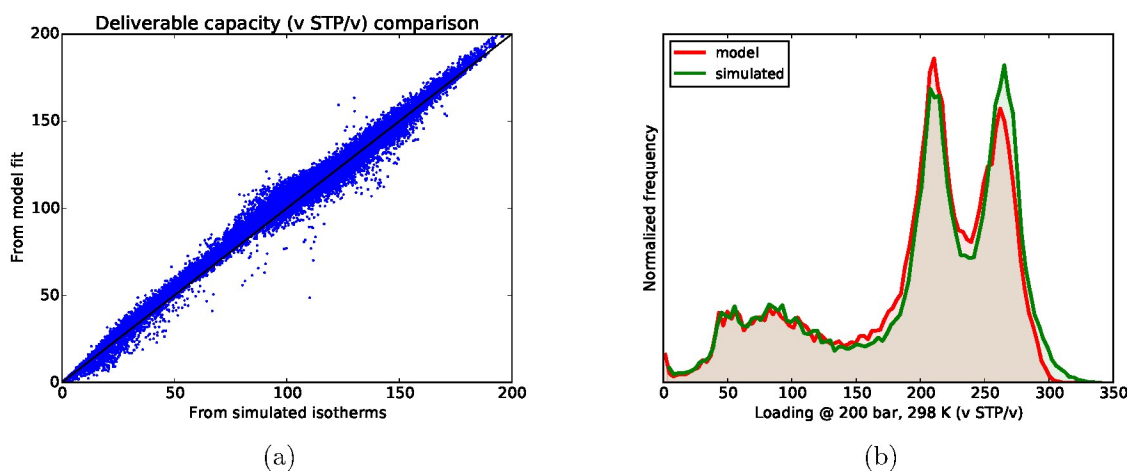 Deliverable capacity (v STP/v) comparison
200
150
100
50
0
From model fit
0 50 100 150 200
From simulated isotherms
(a)
model
simulated
Normalized frequency
0 50 100 150 200 250 300 350
Loading @ 200 bar, 298 K (v STP/v)
(b)